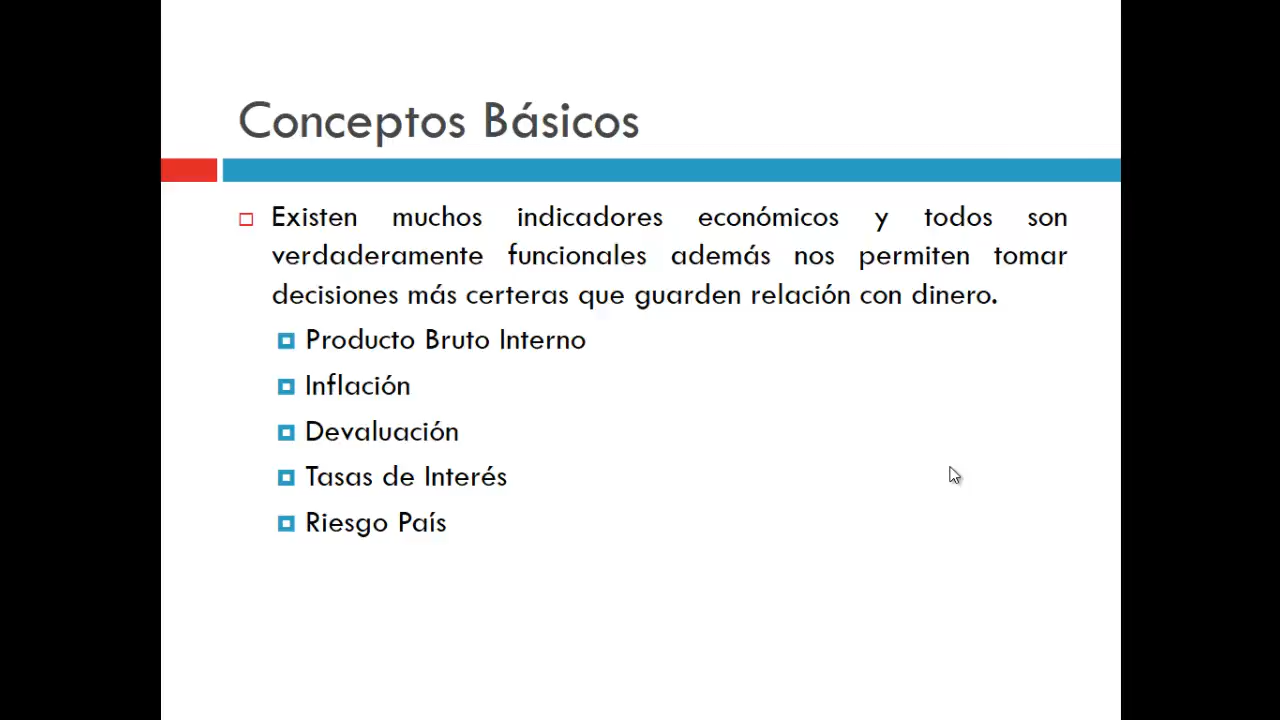 Conceptos Básicos
Existen muchos indicadores económicos y todos son
verdaderamente funcionales además nos permiten tomar
decisiones más certeras que guarden relación con dinero.
Producto Bruto Interno
Inflación
Devaluación
Tasas de Interés
Riesgo País